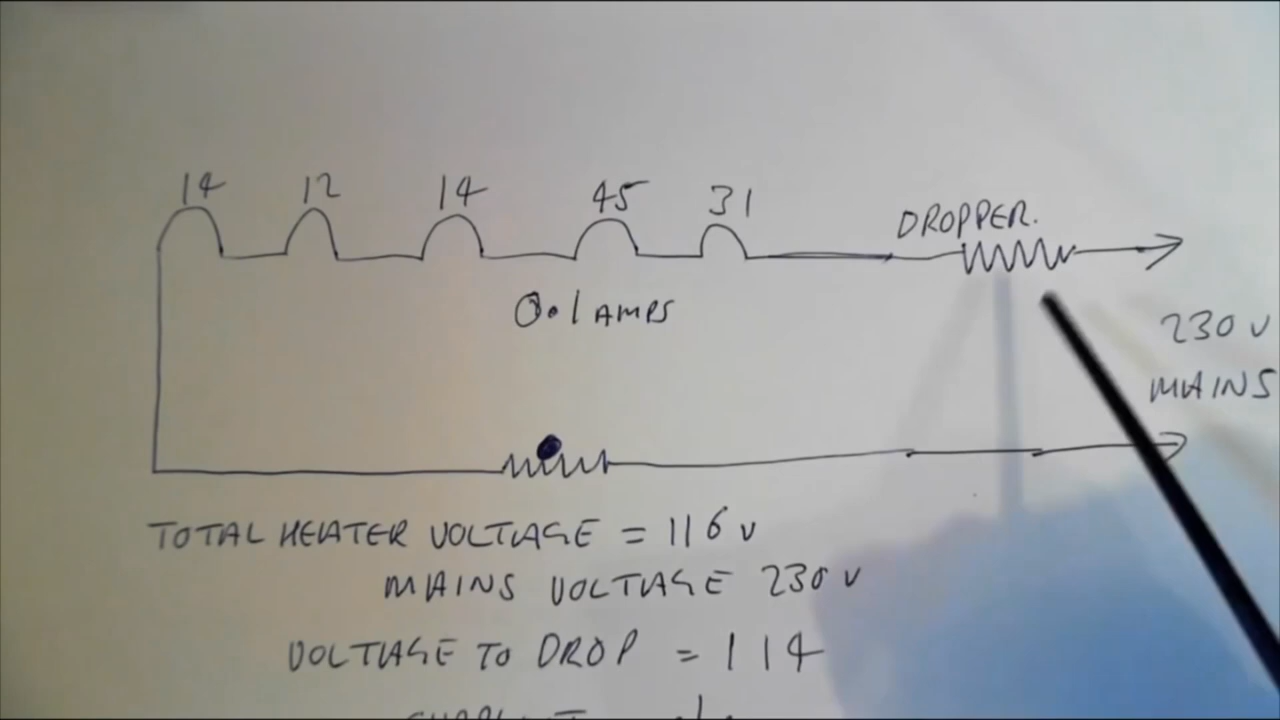 14 12 14 45 31
DROPPER.
0.1 AMPS
230 V
MAINS
TOTAL HEATER VOLTAGE = 116 V
MAINS VOLTAGE 230 V
VOLTAGE TO DROP = 114